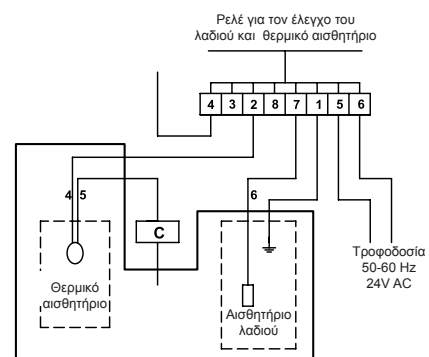 Ρελέ για τον έλεγχο του
λαδιού και θερμικό αισθητήριο
4 3 2 8 7 1 5 6
4 5
6
C
Θερμικό
αισθητήριο
Αισθητήριο
λαδιού
Τροφοδοσία
50-60 Hz
24V AC